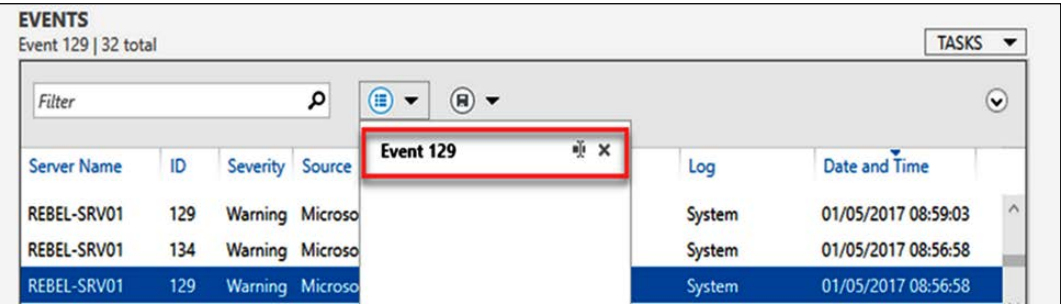 EVENTS
Event 129 | 32 total
TASKS
Filter
Event 129
Server Name ID Severity Source Log Date and Time
REBEL-SRV01 129 Warning Microso System 01/05/2017 08:59:03
REBEL-SRV01 134 Warning Microso System 01/05/2017 08:56:58
REBEL-SRV01 129 Warning Microso System 01/05/2017 08:56:58